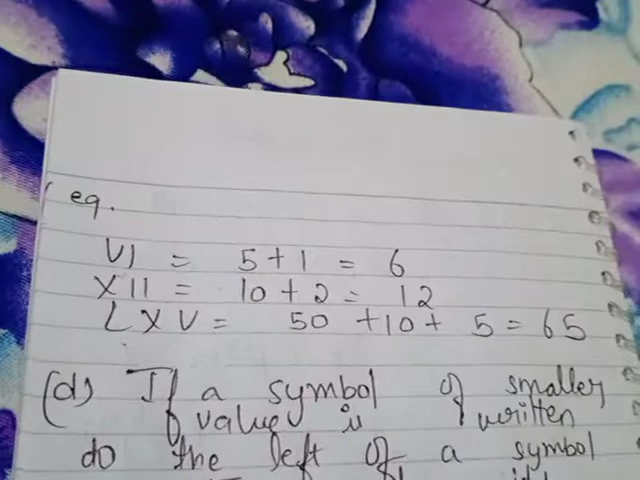 eg.
VI = 5 + 1 = 6
XII = 10 + 2 = 12
LXV = 50 + 10 + 5 = 65
(d) If a symbol of smaller
value is written
do the left of a symbol